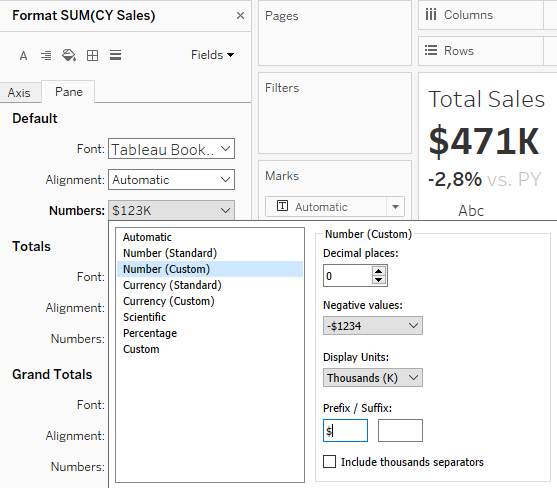 Format SUM(CY Sales)
Fields
Axis
Pane
Default
Font:
Tableau Book..
Alignment:
Automatic
Numbers:
$123K
Totals
Font:
Alignment:
Numbers:
Grand Totals
Font:
Alignment:
Numbers:
Automatic
Number (Standard)
Number (Custom)
Currency (Standard)
Currency (Custom)
Scientific
Percentage
Custom
Number (Custom)
Decimal places:
0
Negative values:
-$1234
Display Units:
Thousands (K)
Prefix / Suffix:
$
Include thousands separators
Pages
Filters
Marks
Automatic
Columns
Rows
Total Sales
$471K
-2,8% vs. PY
Abc